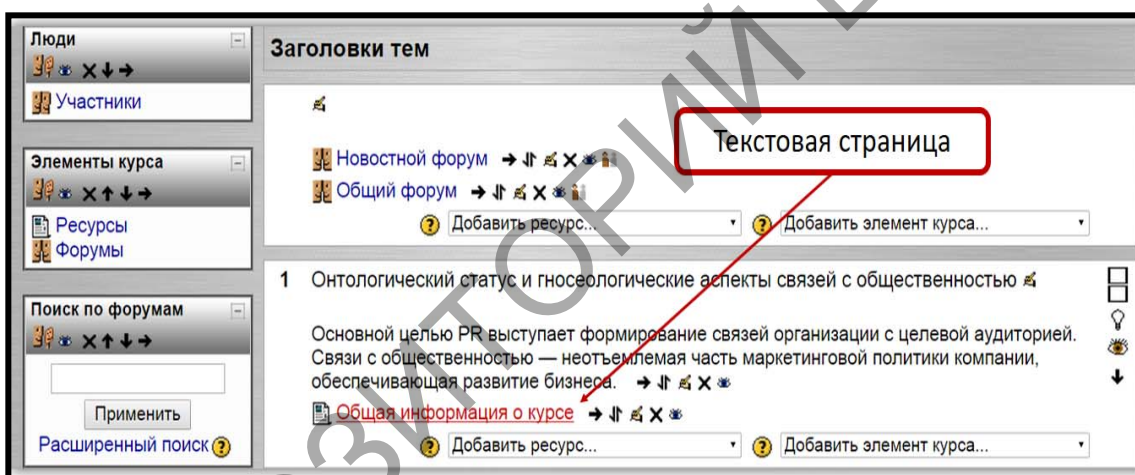 Люди
Участники
Элементы курса
Ресурсы
Форумы
Поиск по форумам
Применить
Расширенный поиск
Заголовки тем
Текстовая страница
Новостной форум
Общий форум
Добавить ресурс...
Добавить элемент курса...
1 Онтологический статус и гносеологические аспекты связей с общественностью
Основной целью PR выступает формирование связей организации с целевой аудиторией.
Связи с общественностью — неотъемлемая часть маркетинговой политики компании,
обеспечивающая развитие бизнеса.
Общая информация о курсе
Добавить ресурс...
Добавить элемент курса...